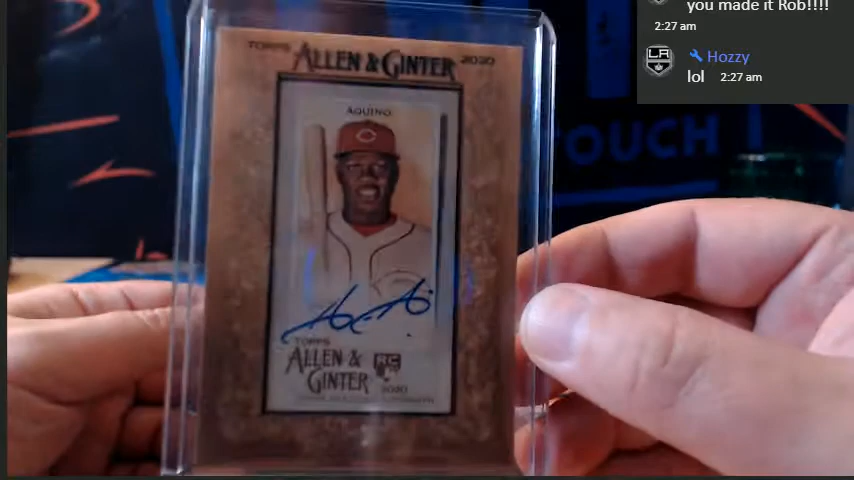 you made it Rob!!!!
2:27 am
Hozzy
lol 2:27 am
TOPPS ALLEN & GINTER 2020
AQUINO
OUCH
TOPPS
ALLEN &
GINTER
RC
2020